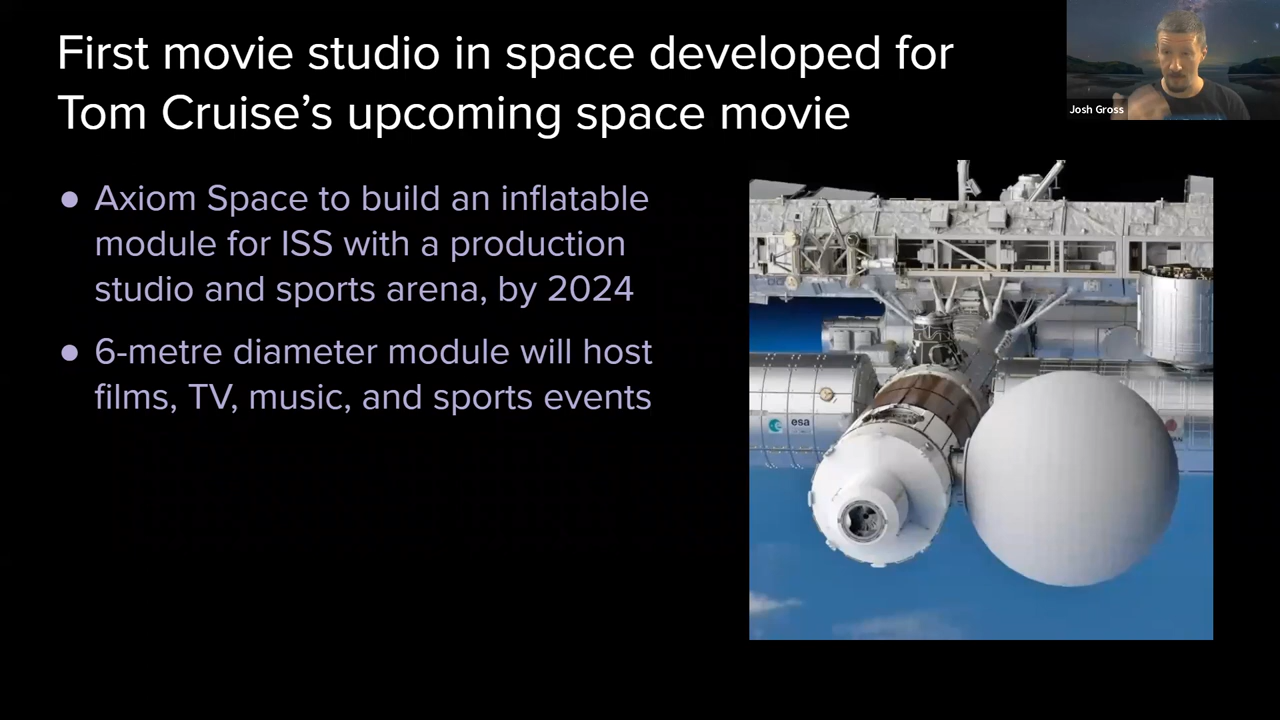 First movie studio in space developed for
Tom Cruise’s upcoming space movie
Josh Gross
● Axiom Space to build an inflatable
module for ISS with a production
studio and sports arena, by 2024
● 6-metre diameter module will host
films, TV, music, and sports events
esa